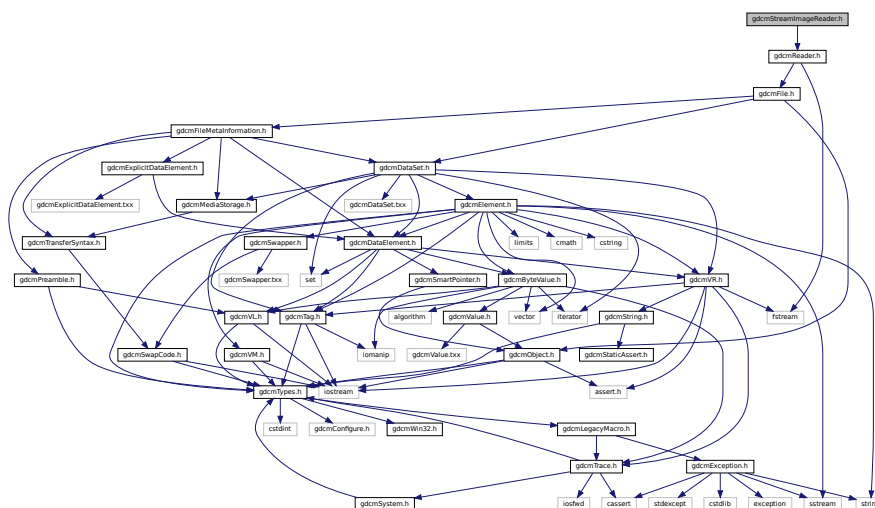 gdcmStreamImageReader.h
gdcmReader.h
gdcmFile.h
gdcmFileMetaInformation.h
gdcmExplicitDataElement.h
gdcmDataSet.h
gdcmExplicitDataElement.txx
gdcmMediaStorage.h
gdcmDataSet.txx
gdcmElement.h
gdcmTransferSyntax.h
gdcmSwapper.h
gdcmDataElement.h
limits
cmath
cstring
gdcmPreamble.h
gdcmSwapper.txx
set
gdcmSmartPointer.h
gdcmByteValue.h
gdcmVR.h
gdcmVL.h
gdcmTag.h
algorithm
gdcmValue.h
vector
iterator
gdcmString.h
fstream
gdcmSwapCode.h
gdcmVM.h
iomanip
gdcmValue.txx
gdcmObject.h
gdcmStaticAssert.h
gdcmTypes.h
iostream
assert.h
cstdint
gdcmConfigure.h
gdcmWin32.h
gdcmLegacyMacro.h
gdcmTrace.h
gdcmException.h
gdcmSystem.h
iosfwd
cassert
stdexcept
cstdlib
exception
sstream